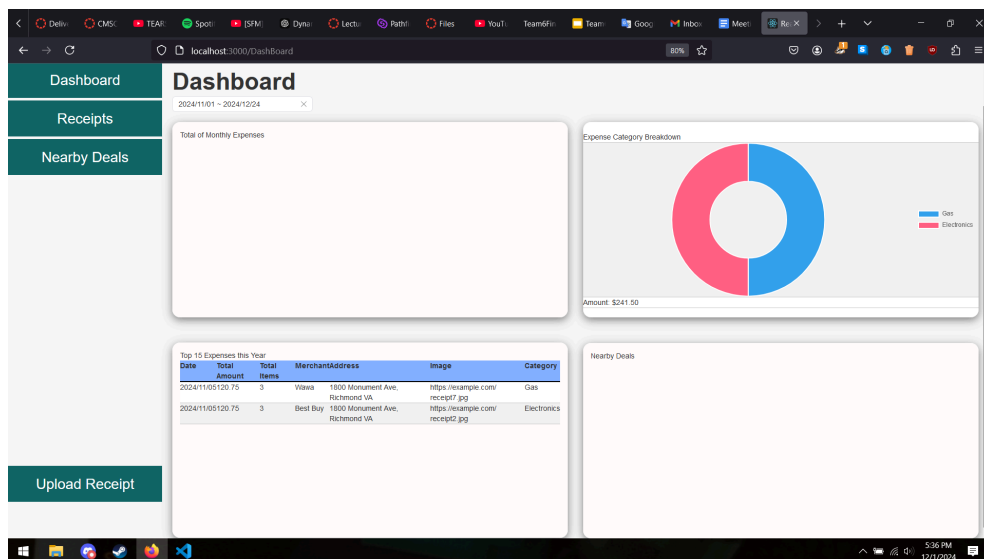 Deliv
CMSC
TEAR
Spoti
[SFM]
Dyna
Lectu
Pathfi
Files
YouTu
Team6Fin
Team
Goog
Inbox
Meeti
Re
localhost:3000/DashBoard
80%
Dashboard
Receipts
Nearby Deals
Upload Receipt
Dashboard
2024/11/01 ~ 2024/12/24
Total of Monthly Expenses
Expense Category Breakdown
Gas
Electronics
Amount: $241.50
Top 15 Expenses this Year
Date Total Amount Total Items Merchant Address Image Category
2024/11/05 120.75 3 Wawa 1800 Monument Ave, Richmond VA https://example.com/receipt7.jpg Gas
2024/11/05 120.75 3 Best Buy 1800 Monument Ave, Richmond VA https://example.com/receipt2.jpg Electronics
Nearby Deals
5:36 PM
12/1/2024